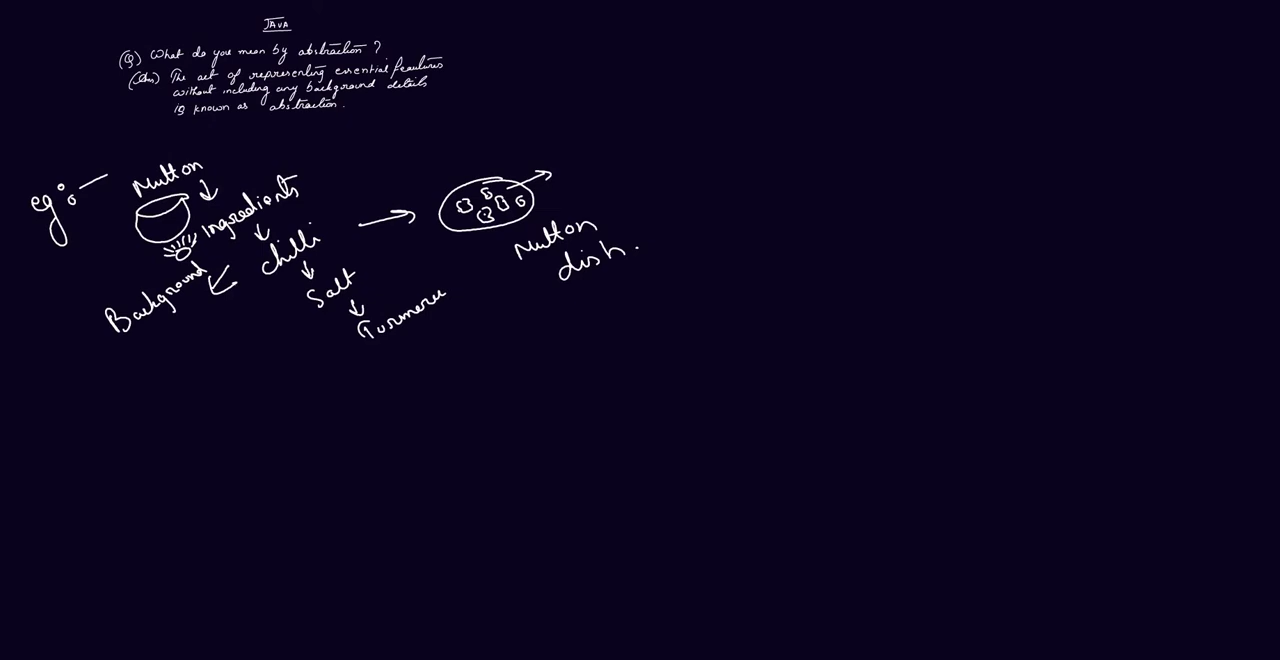 JAVA
(Q) What do you mean by abstraction ?
(Ans) The act of representing essential features
without including any background details
is known as abstraction.
eg:-
Mutton
Ingredients
Chilli
Salt
Background
Mutton
dish.